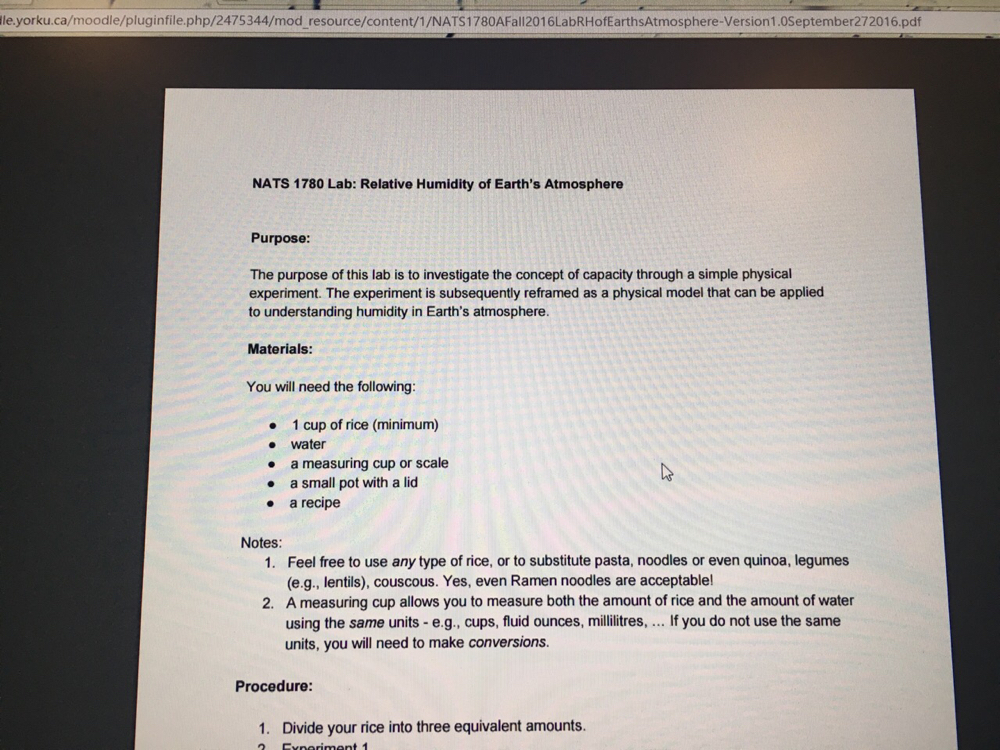 le.yorku.ca/moodle/pluginfile.php/2475344/mod_resource/content/1/NATS1780AFall2016LabRHofEarthsAtmosphere-Version1.0September272016.pdf
NATS 1780 Lab: Relative Humidity of Earth's Atmosphere
Purpose:
The purpose of this lab is to investigate the concept of capacity through a simple physical
experiment. The experiment is subsequently reframed as a physical model that can be applied
to understanding humidity in Earth's atmosphere.
Materials:
You will need the following:
● 1 cup of rice (minimum)
● water
● a measuring cup or scale
● a small pot with a lid
● a recipe
Notes:
1. Feel free to use any type of rice, or to substitute pasta, noodles or even quinoa, legumes
(e.g., lentils), couscous. Yes, even Ramen noodles are acceptable!
2. A measuring cup allows you to measure both the amount of rice and the amount of water
using the same units - e.g., cups, fluid ounces, millilitres, ... If you do not use the same
units, you will need to make conversions.
Procedure:
1. Divide your rice into three equivalent amounts.
2. Experiment 1